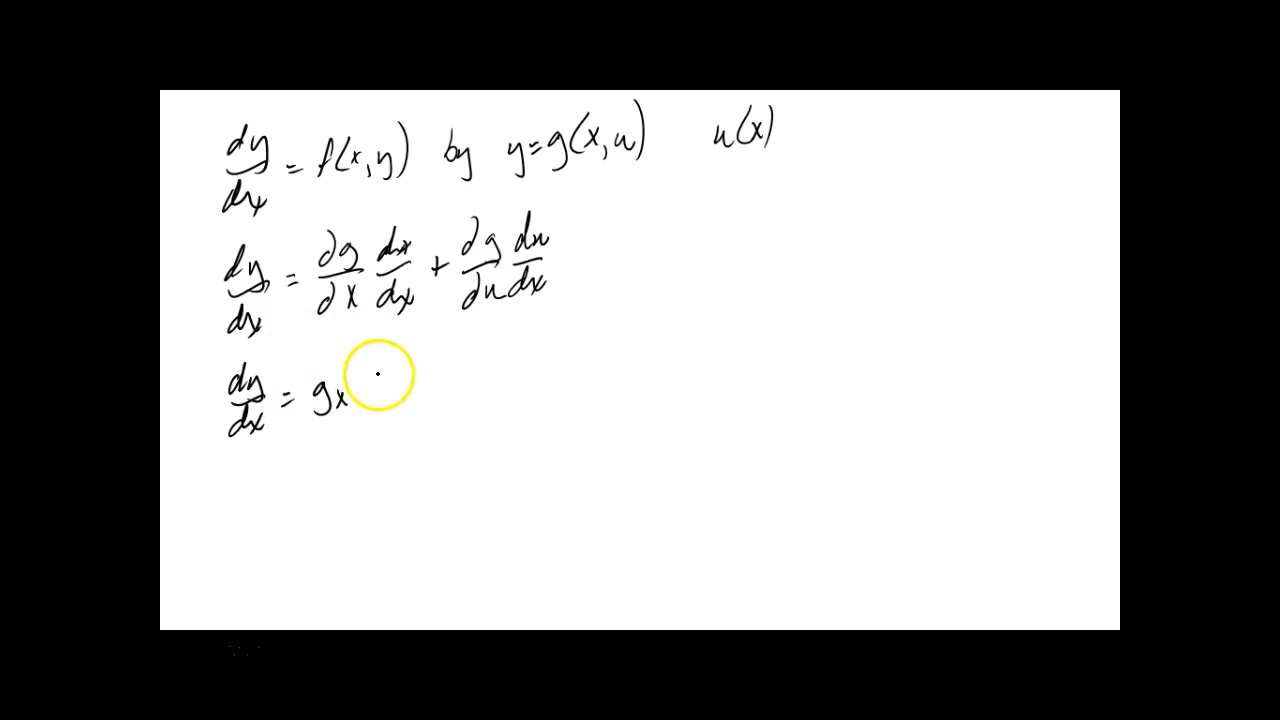 dy/dx = f(x,y) by y=g(x,u) u(x)
dy/dx = ∂g/∂x dx/dx + ∂g/∂u du/dx
dy/dx = gx